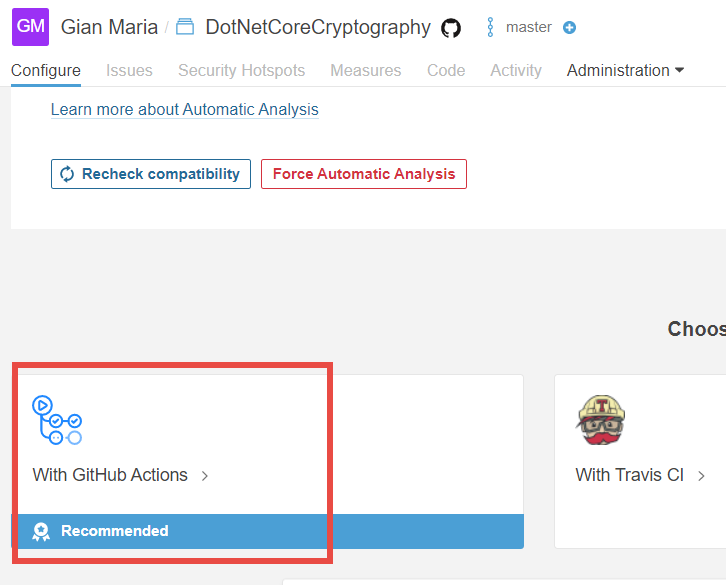 GM Gian Maria / DotNetCoreCryptography master
Configure Issues Security Hotspots Measures Code Activity Administration
Learn more about Automatic Analysis
Recheck compatibility Force Automatic Analysis
Choos
With GitHub Actions With Travis CI
Recommended